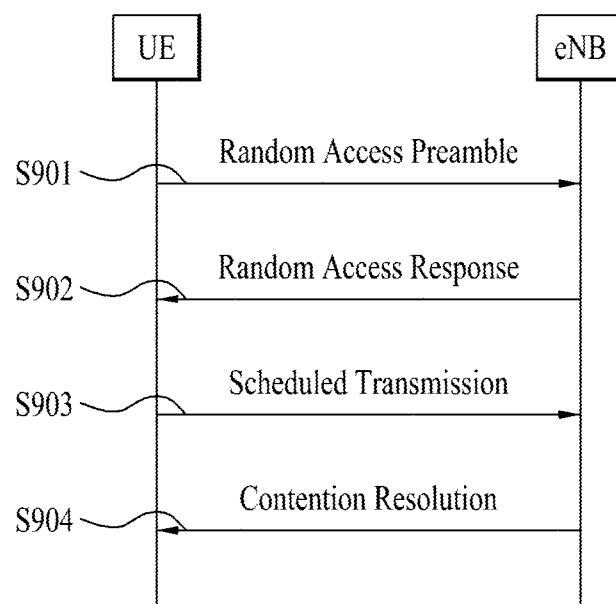 UE
eNB
Random Access Preamble
S901
Random Access Response
S902
Scheduled Transmission
S903
Contention Resolution
S904